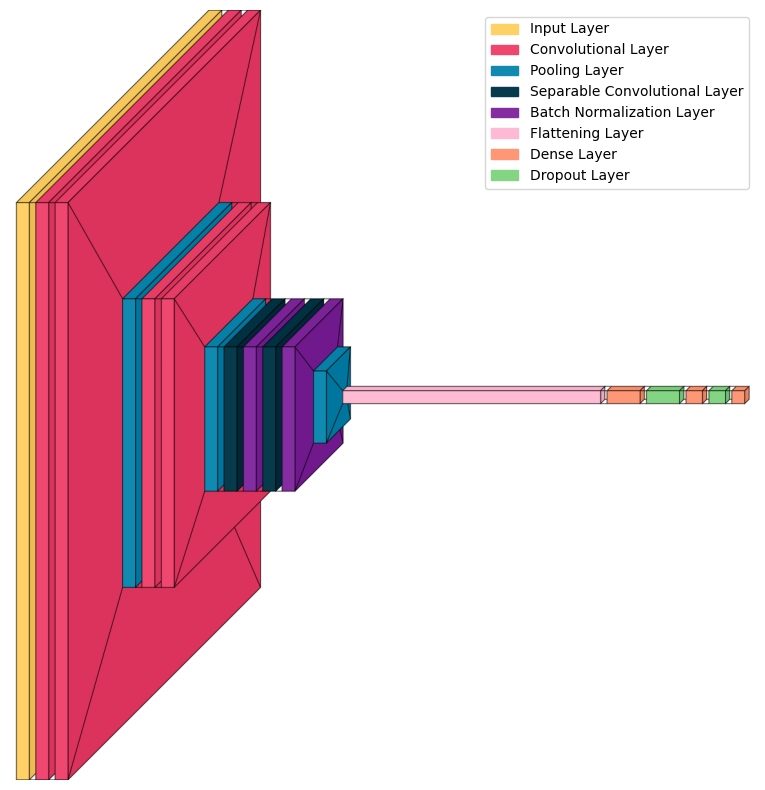 Input Layer
Convolutional Layer
Pooling Layer
Separable Convolutional Layer
Batch Normalization Layer
Flattening Layer
Dense Layer
Dropout Layer